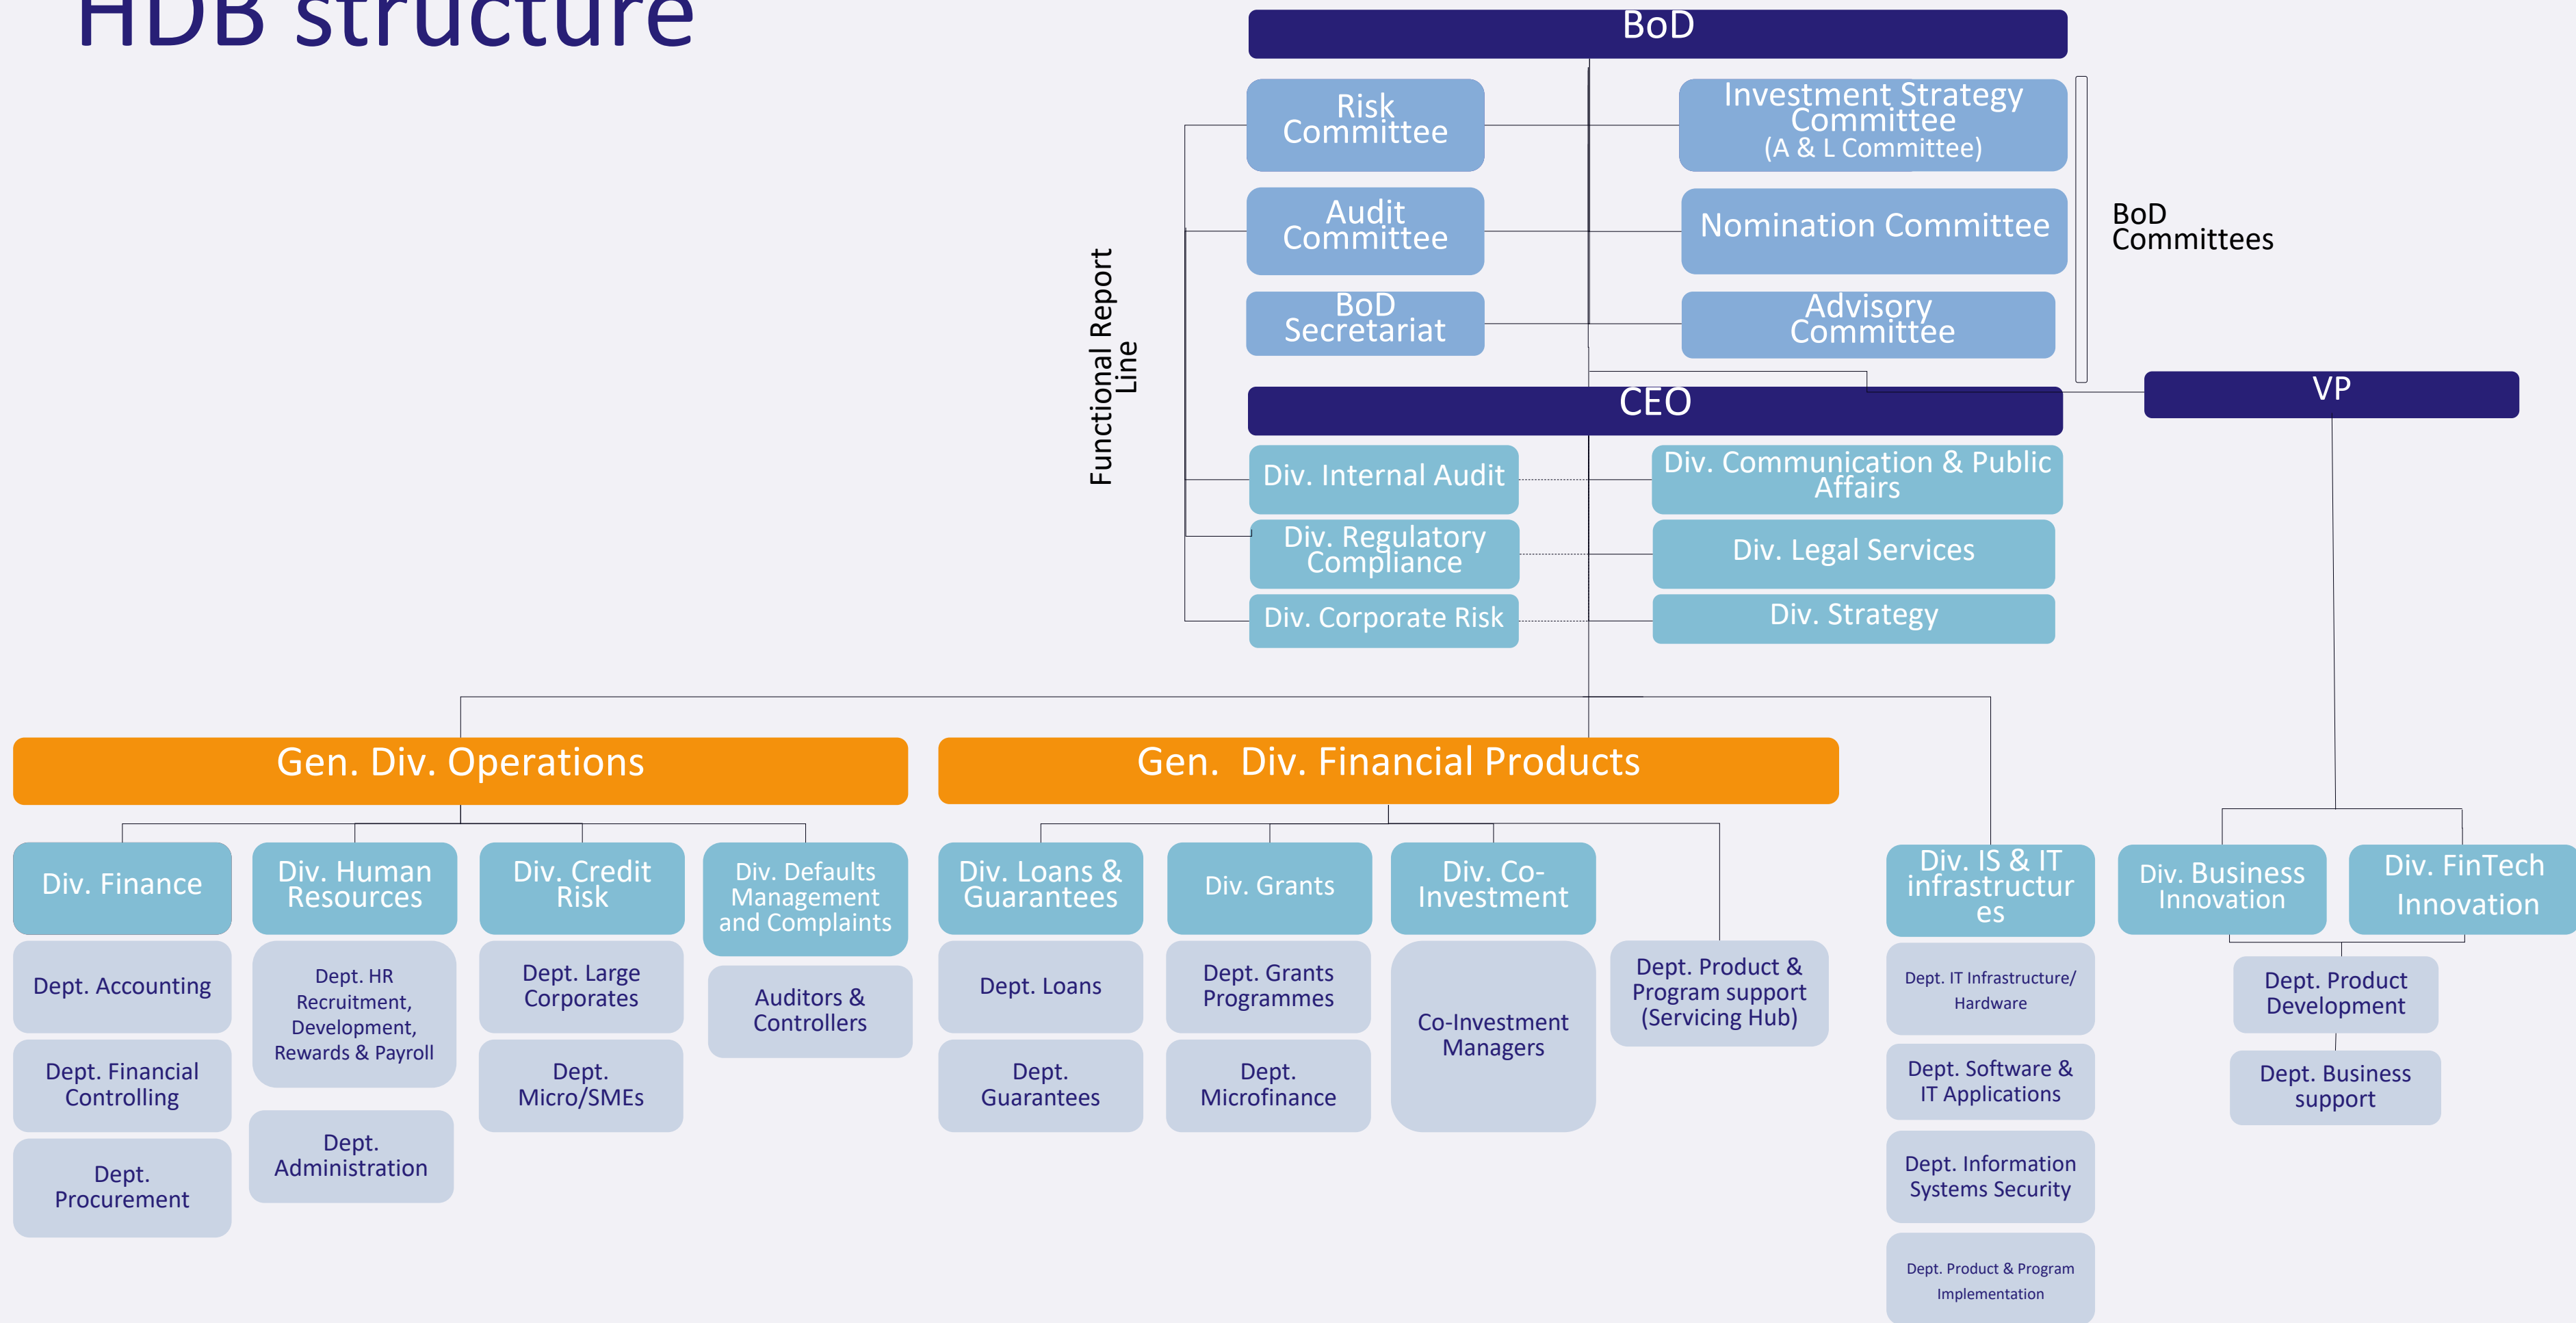 HDB structure
BoD
Risk
Committee
Investment Strategy
Committee
(A & L Committee)
Audit
Committee
Nomination Committee
BoD
Committees
BoD
Secretariat
Advisory
Committee
Functional Report
Line
CEO
VP
Div. Internal Audit
Div. Communication & Public
Affairs
Div. Regulatory
Compliance
Div. Legal Services
Div. Corporate Risk
Div. Strategy
Gen. Div. Operations
Gen.  Div. Financial Products
Div. Finance
Div. Human
Resources
Div. Credit
Risk
Div. Defaults
Management
and Complaints
Div. Loans &
Guarantees
Div. Grants
Div. Co-
Investment
Div. IS & IT
infrastructur
es
Div. Business
Innovation
Div. FinTech
Innovation
Dept. Accounting
Dept. Financial
Controlling
Dept.
Procurement
Dept. HR
Recruitment,
Development,
Rewards & Payroll
Dept.
Administration
Dept. Large
Corporates
Dept.
Micro/SMEs
Auditors &
Controllers
Dept. Loans
Dept.
Guarantees
Dept. Grants
Programmes
Dept.
Microfinance
Co-Investment
Managers
Dept. Product &
Program support
(Servicing Hub)
Dept. IT Infrastructure/
Hardware
Dept. Software &
IT Applications
Dept. Information
Systems Security
Dept. Product & Program
Implementation
Dept. Product
Development
Dept. Business
support